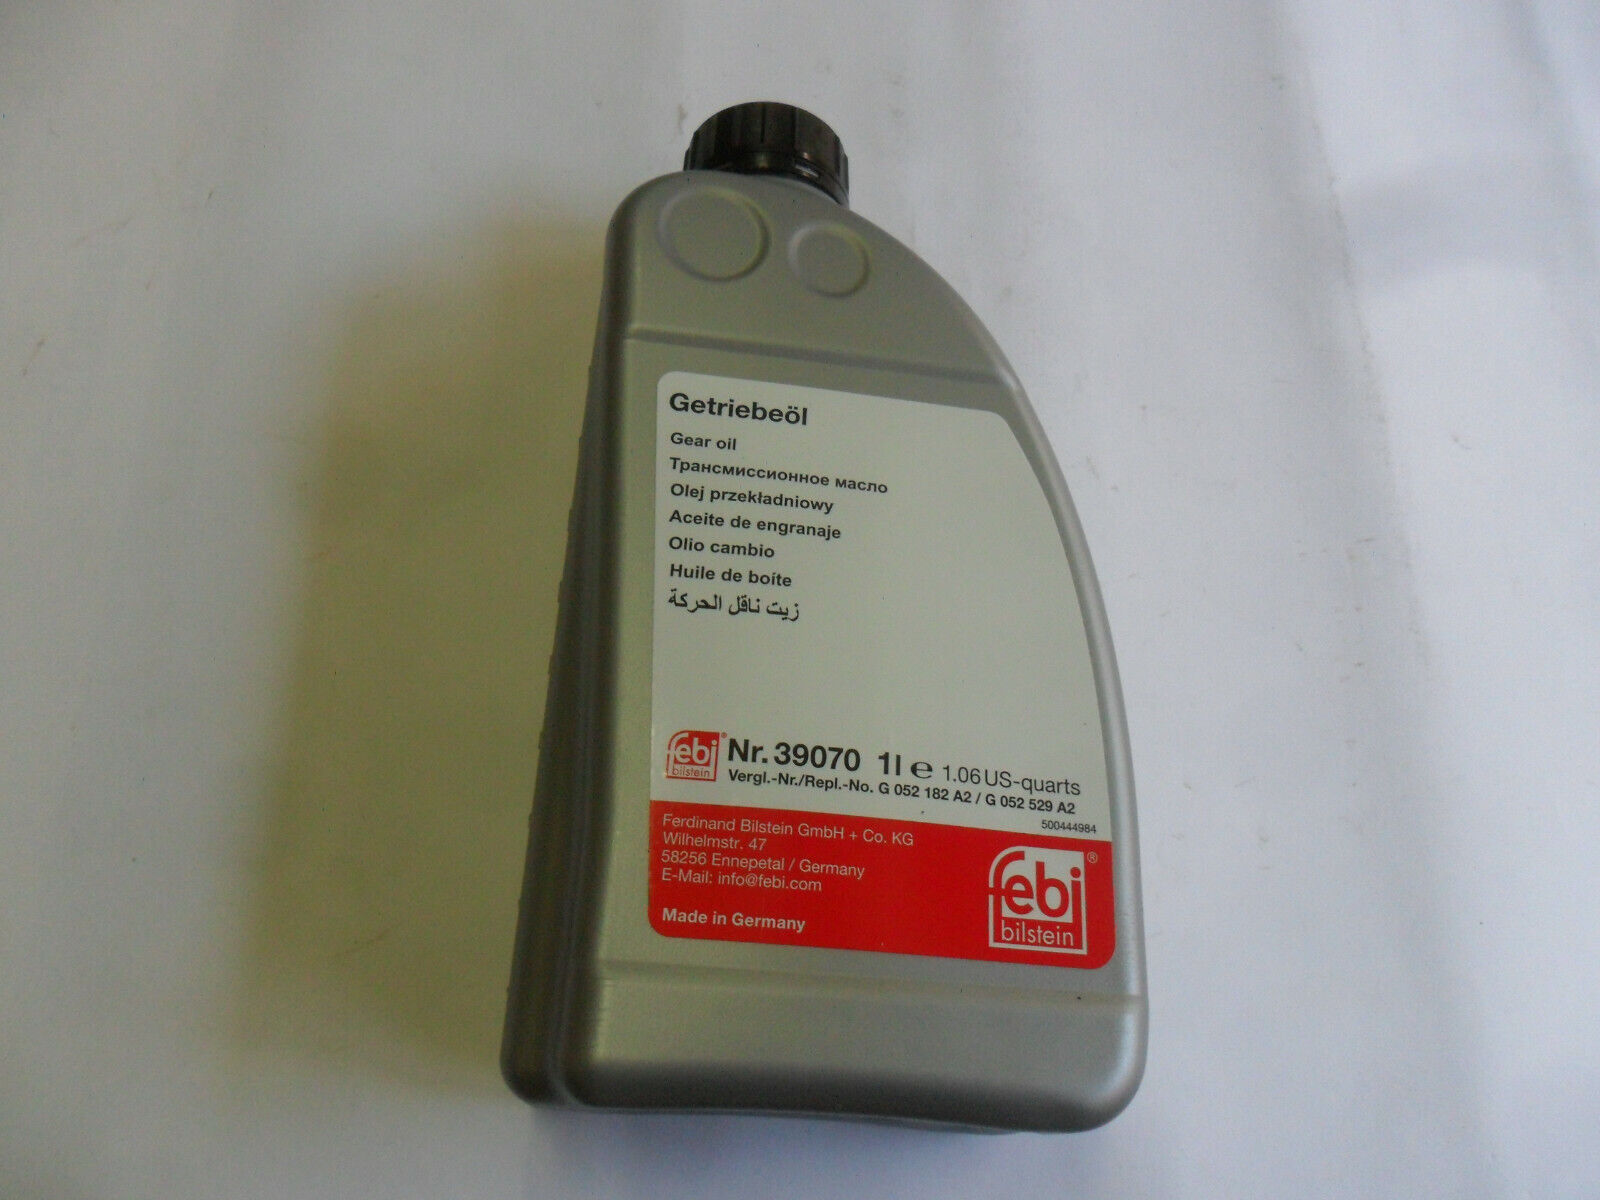 Getriebeöl
Gear oil
Трансмиссионное масло
Olej przekładniowy
Aceite de engranaje
Olio cambio
Huile de boîte
زيت ناقل الحركة
febi® Nr. 39070 1l e 1.06 US-quarts
bilstein Vergl.-Nr./Repl.-No. G 052 182 A2 / G 052 529 A2
500444984
Ferdinand Bilstein GmbH + Co. KG
Wilhelmstr. 47
58256 Ennepetal / Germany
E-Mail: info@febi.com
Made in Germany
febi®
bilstein